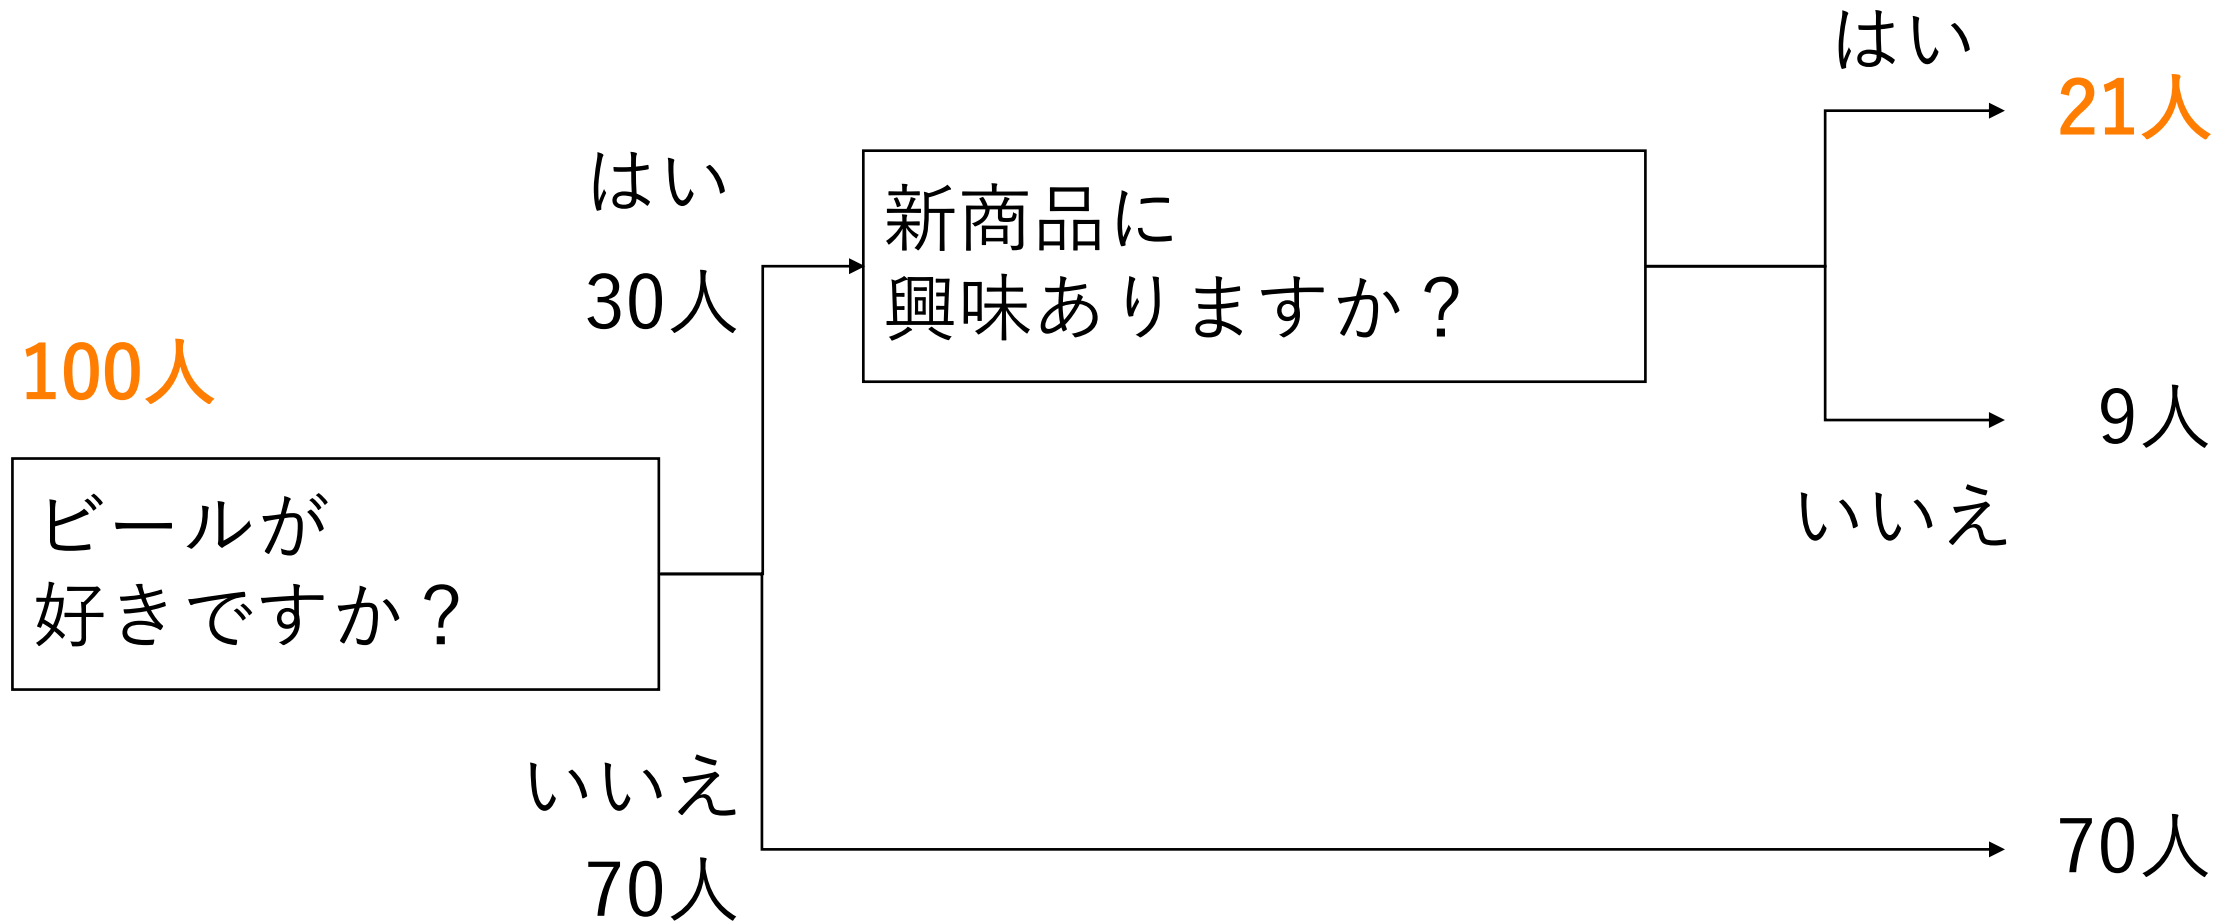 100人
ビールが
好きですか？
はい
30人
いいえ
70人
新商品に
興味ありますか？
はい
21人
9人
いいえ
70人